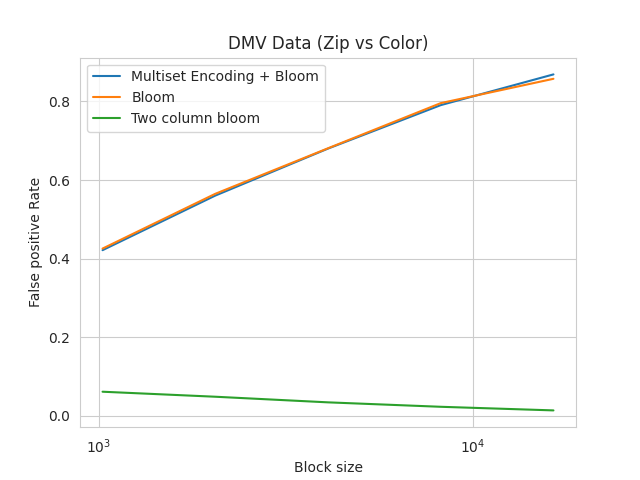 DMV Data (Zip vs Color)
Multiset Encoding + Bloom
Bloom
Two column bloom
False positive Rate
0.8
0.6
0.4
0.2
0.0
10³
10⁴
Block size